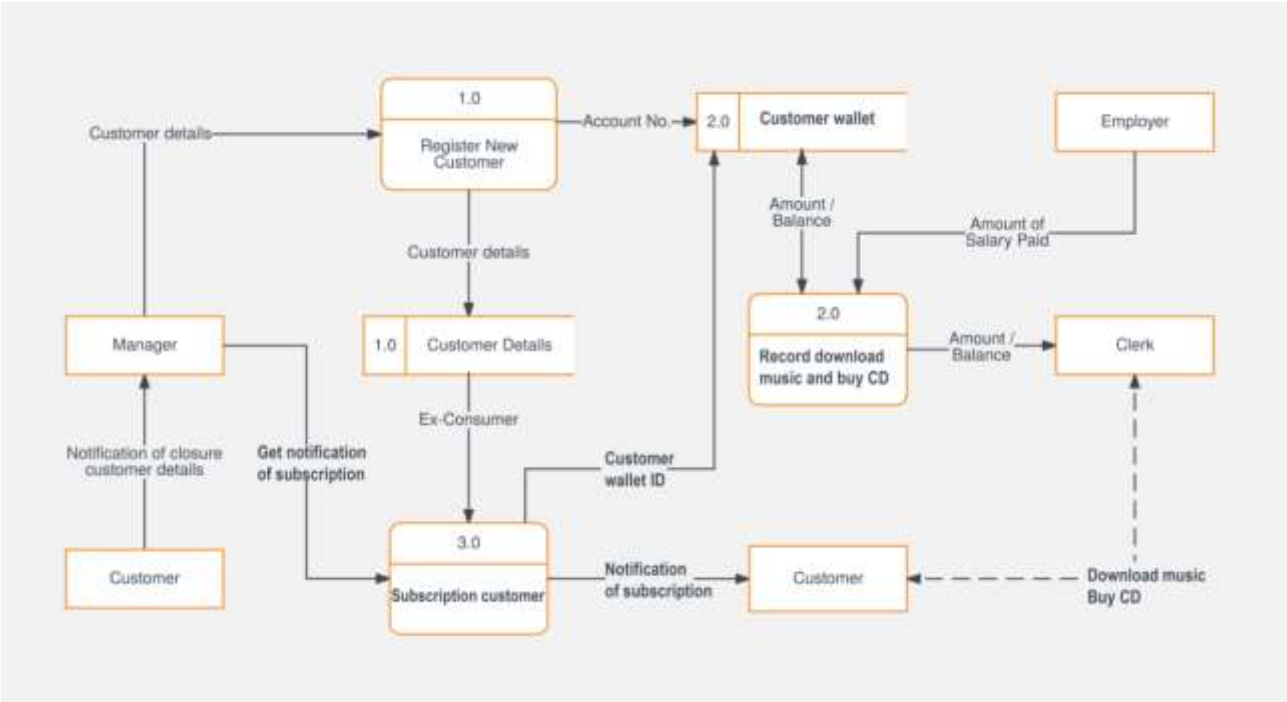 1.0
Register New
Customer
Customer details
Account No.
2.0
Customer wallet
Employer
Amount /
Balance
Amount of
Salary Paid
Customer details
Manager
1.0
Customer Details
2.0
Record download
music and buy CD
Amount /
Balance
Clerk
Ex-Consumer
Notification of closure
customer details
Get notification
of subscription
Customer
wallet ID
3.0
Subscription customer
Customer
Notification
of subscription
Customer
Download music
Buy CD